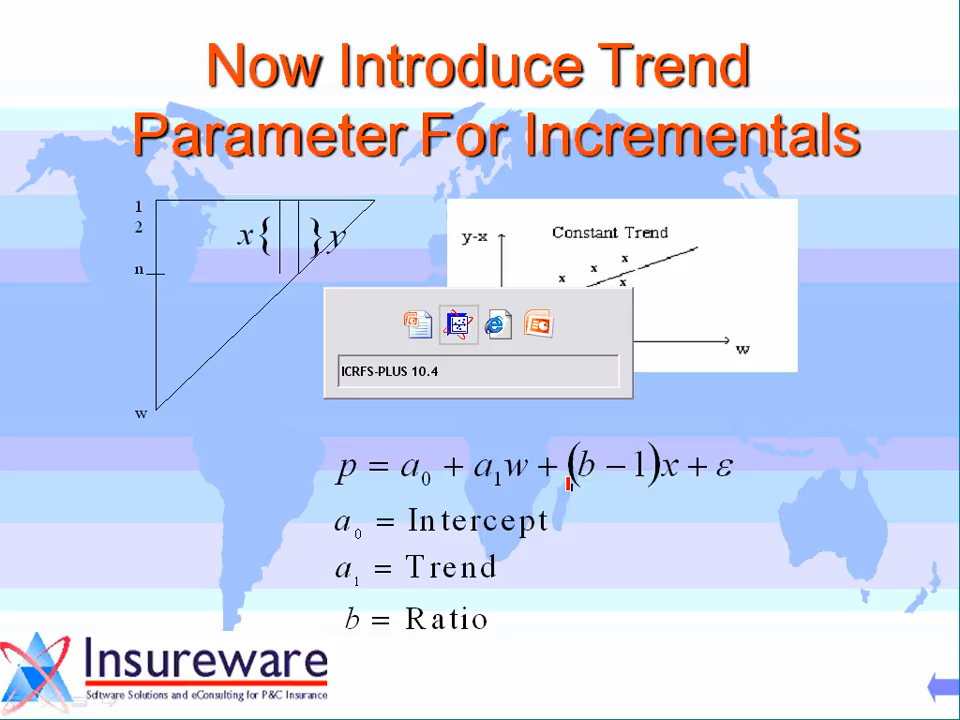 Now Introduce Trend
Parameter For Incrementals
1
2
n
w
x{ }y
y-x
Constant Trend
x
x
x
x
w
ICRFS-PLUS 10.4
p = a₀ + a₁w + (b − 1)x + ε
a₀ = Intercept
a₁ = Trend
b = Ratio
Insureware
Software Solutions and eConsulting for P&C Insurance